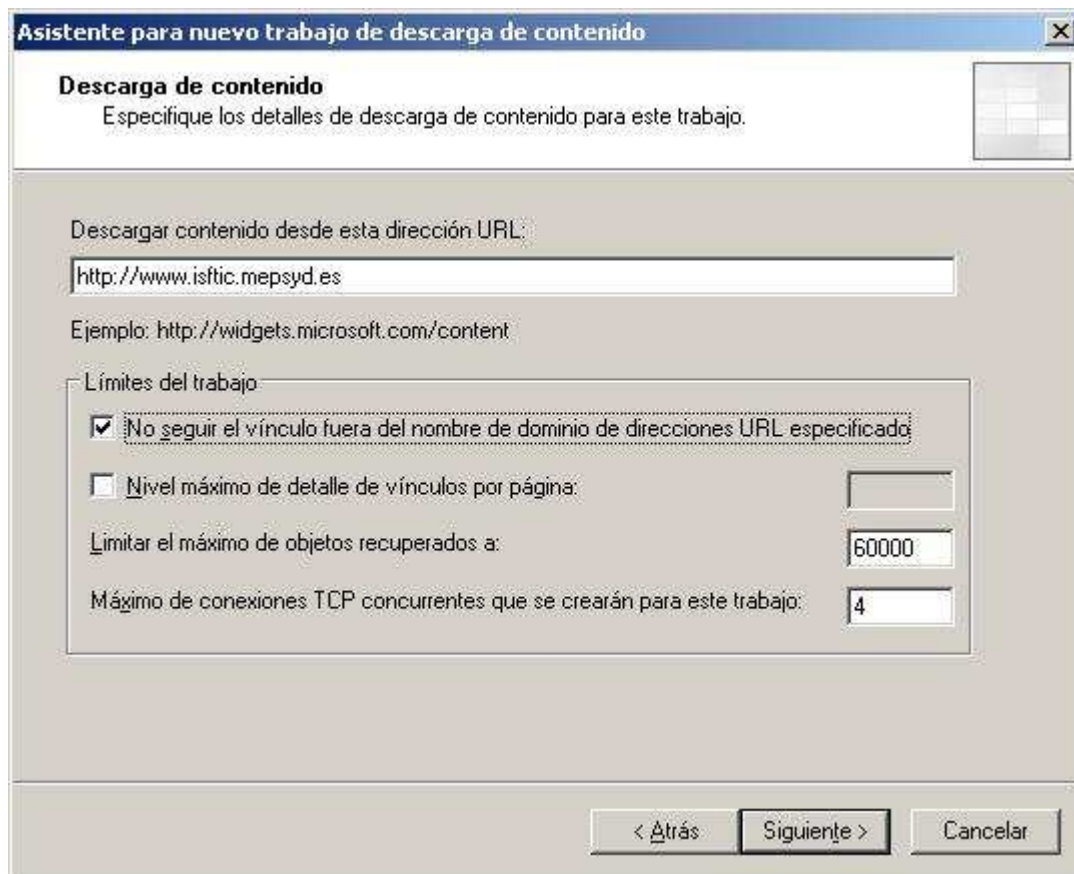 Asistente para nuevo trabajo de descarga de contenido
Descarga de contenido
Especifique los detalles de descarga de contenido para este trabajo.
Descargar contenido desde esta dirección URL:
http://www.isftic.mepsyd.es
Ejemplo: http://widgets.microsoft.com/content
Límites del trabajo
No seguir el vínculo fuera del nombre de dominio de direcciones URL especificado
Nivel máximo de detalle de vínculos por página:
Limitar el máximo de objetos recuperados a: 60000
Máximo de conexiones TCP concurrentes que se crearán para este trabajo: 4
< Atrás Siguiente > Cancelar